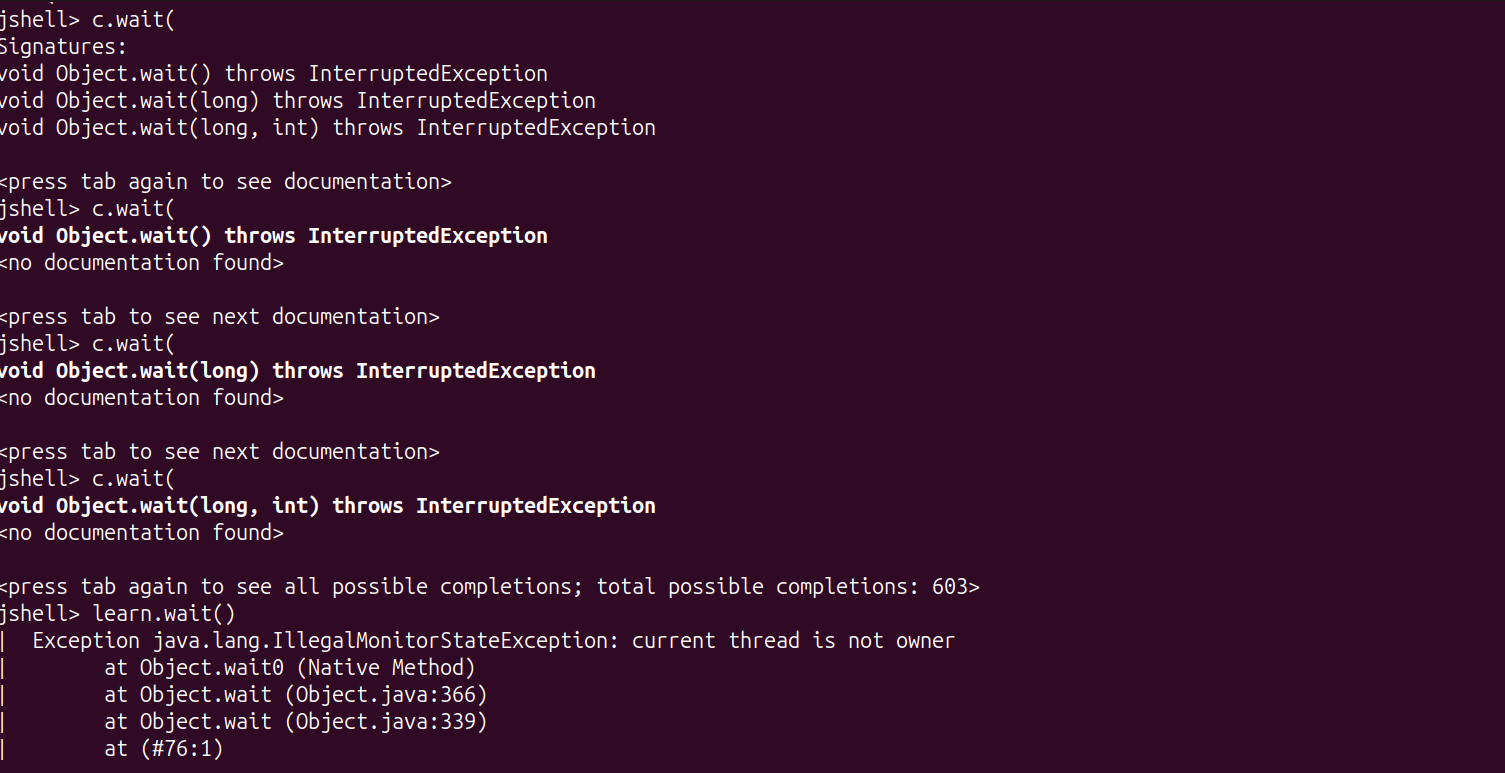 jshell> c.wait(
Signatures:
void Object.wait() throws InterruptedException
void Object.wait(long) throws InterruptedException
void Object.wait(long, int) throws InterruptedException

<press tab again to see documentation>
jshell> c.wait(
void Object.wait() throws InterruptedException
<no documentation found>

<press tab to see next documentation>
jshell> c.wait(
void Object.wait(long) throws InterruptedException
<no documentation found>

<press tab to see next documentation>
jshell> c.wait(
void Object.wait(long, int) throws InterruptedException
<no documentation found>

<press tab again to see all possible completions; total possible completions: 603>
jshell> learn.wait()
|  Exception java.lang.IllegalMonitorStateException: current thread is not owner
|        at Object.wait0 (Native Method)
|        at Object.wait (Object.java:366)
|        at Object.wait (Object.java:339)
|        at (#76:1)